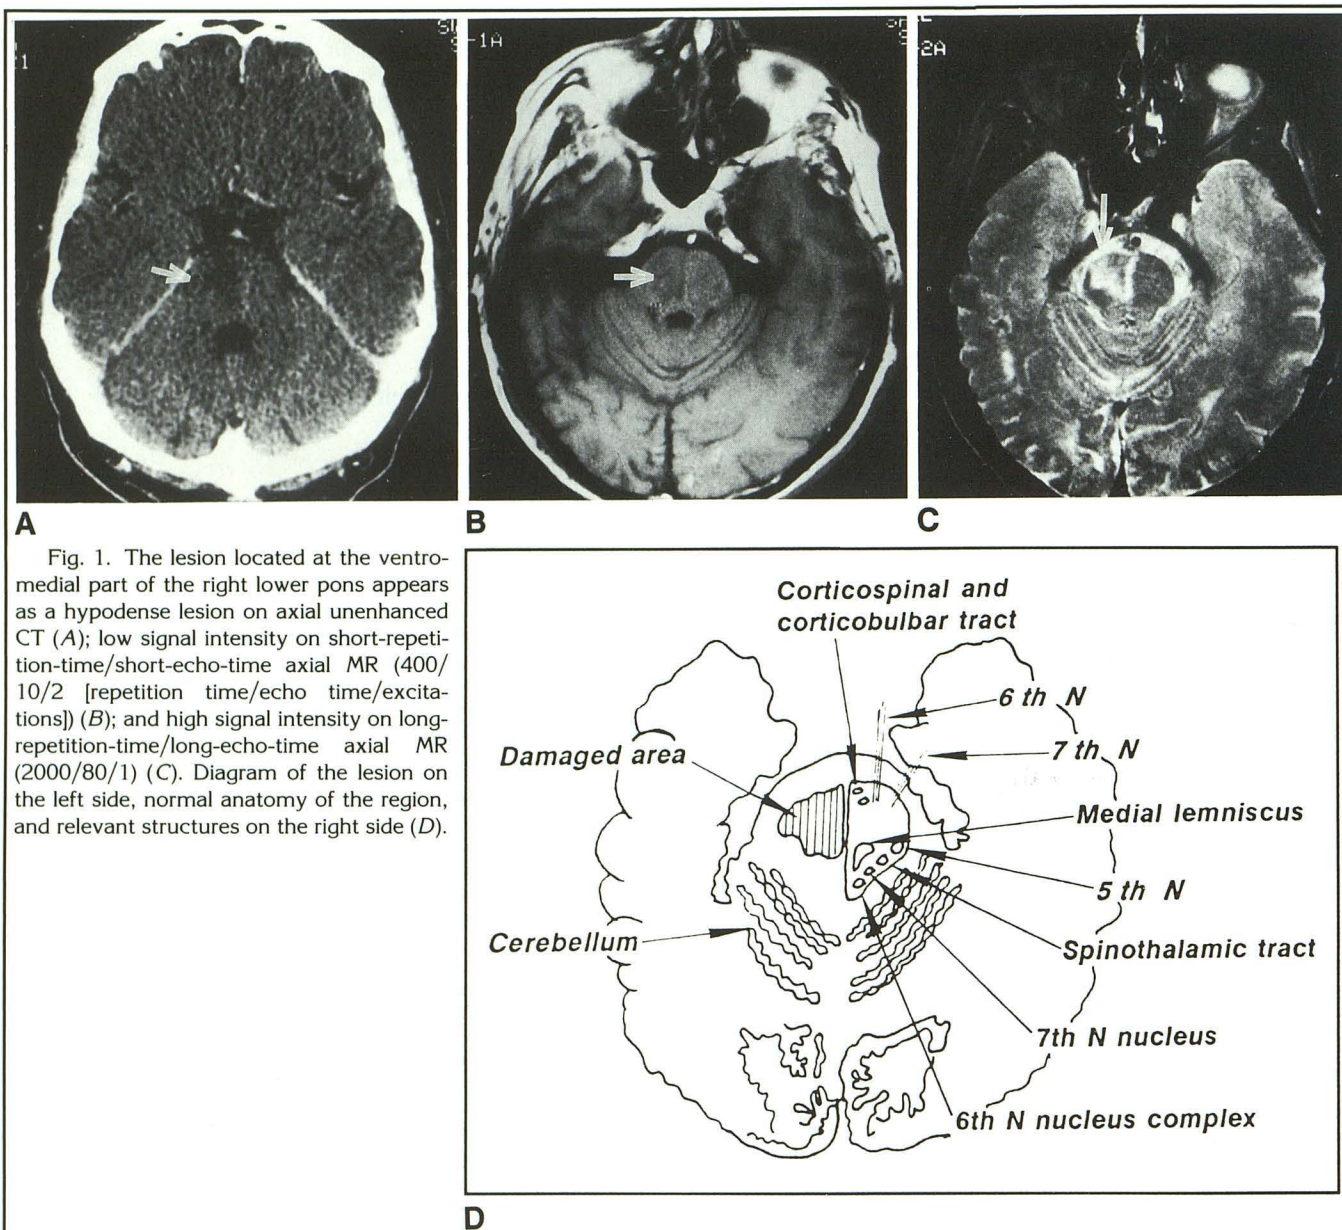 -1A
-2A
A
B
C
Fig. 1. The lesion located at the ventro-
medial part of the right lower pons appears
as a hypodense lesion on axial unenhanced
CT (A); low signal intensity on short-repeti-
tion-time/short-echo-time axial MR (400/
10/2 [repetition time/echo time/excita-
tions]) (B); and high signal intensity on long-
repetition-time/long-echo-time axial MR
(2000/80/1) (C). Diagram of the lesion on
the left side, normal anatomy of the region,
and relevant structures on the right side (D).
Corticospinal and
corticobulbar tract
6 th N
7 th N
Damaged area
Medial lemniscus
5 th N
Cerebellum
Spinothalamic tract
7th N nucleus
6th N nucleus complex
D